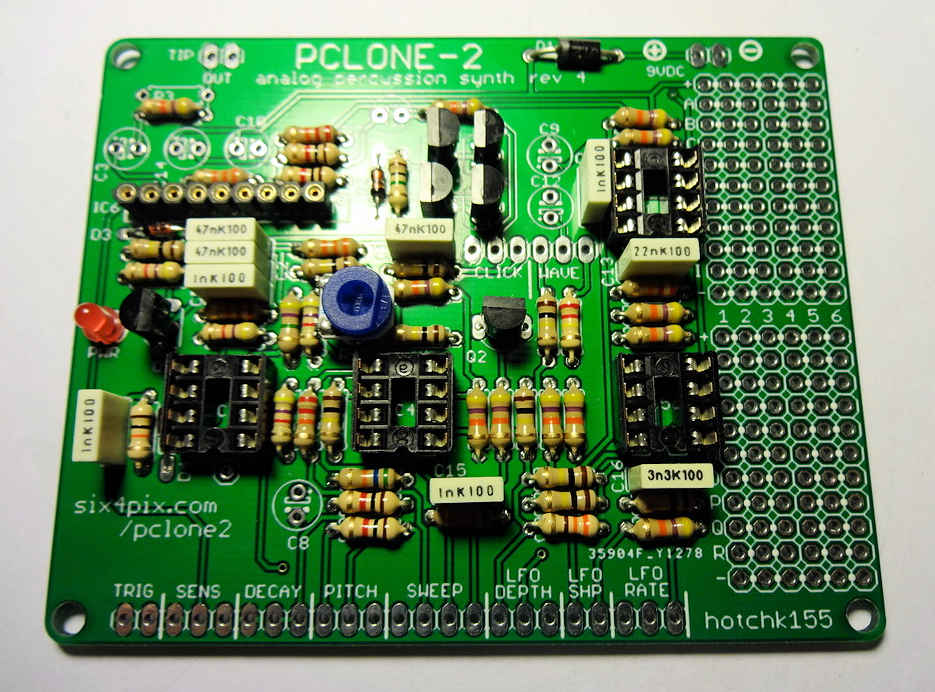 TIP
PCLONE-2
D1
+
9VDC
-
OUT
analog percussion synth rev 4
R3
+
A
B
C10
C9
C3
14
1nK100
IC6
D3
47nK100
47nK100
47nK100
22nK100
1nK100
CLICK
WAVE
C13
1 2 3 4 5 6
PWR
Q2
+
1nK100
C15
C16
3n3K100
1nK100
six4pix.com
/pclone2
C8
P
Q
R
-
35904F_Y1278
TRIG
SENS
DECAY
PITCH
SWEEP
LFO
DEPTH
LFO
SHP
LFO
RATE
hotchk155